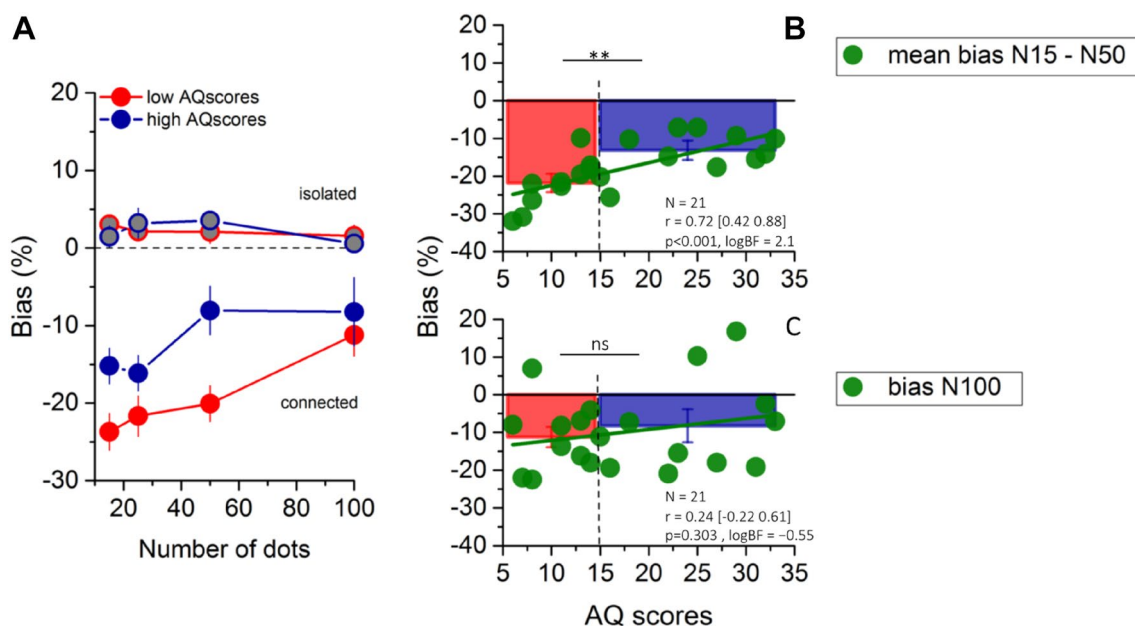 A
20
10
0
-10
-20
-30
Bias (%)
low AQscores
high AQscores
isolated
connected
20 40 60 80 100
Number of dots
B
20
10
0
-10
-20
-30
-40
**
N = 21
r = 0.72 [0.42 0.88]
p<0.001, logBF = 2.1
5 10 15 20 25 30 35
Bias (%)
mean bias N15 - N50
C
20
10
0
-10
-20
-30
-40
ns
N = 21
r = 0.24 [-0.22 0.61]
p=0.303 , logBF = −0.55
5 10 15 20 25 30 35
AQ scores
bias N100